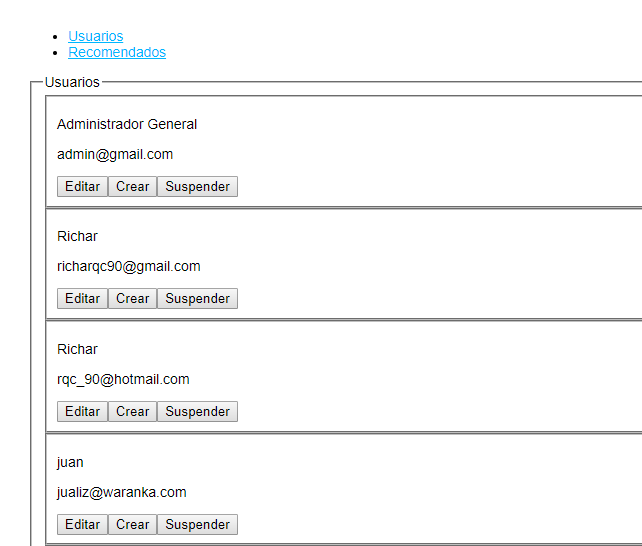 Usuarios
Recomendados
Usuarios
Administrador General
admin@gmail.com
Editar Crear Suspender
Richar
richarqc90@gmail.com
Editar Crear Suspender
Richar
rqc_90@hotmail.com
Editar Crear Suspender
juan
jualiz@waranka.com
Editar Crear Suspender